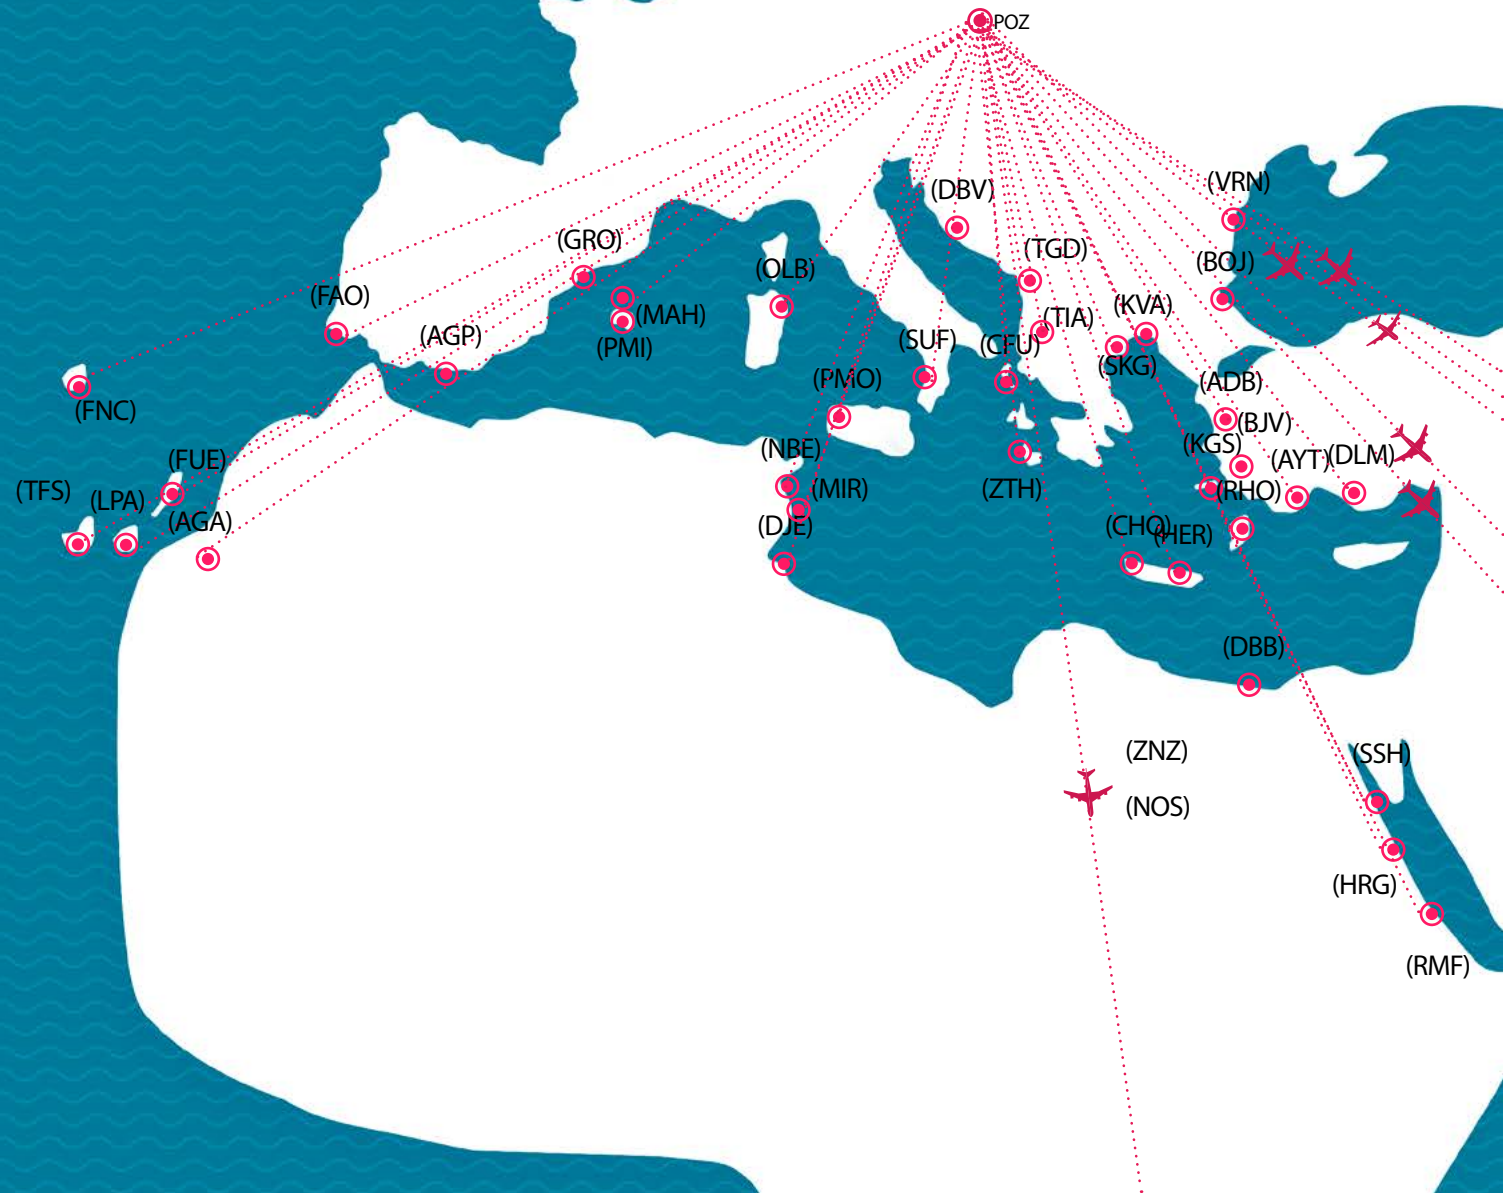 POZ
(VRN)
(DBV)
(GRO)
(TGD)
(OLB)
(BOJ)
(FAO)
(KVA)
(MAH)
(TIA)
(AGP)
(SUF)
(CFU)
(PMI)
(SKG)
(PMO)
(ADB)
(FNC)
(BJV)
(KGS)
(NBE)
(FUE)
(AYT)
(DLM)
(TFS)
(LPA)
(MIR)
(ZTH)
(RHO)
(AGA)
(DJE)
(CHQ)
(HER)
(DBB)
(ZNZ)
(SSH)
(NOS)
(HRG)
(RMF)